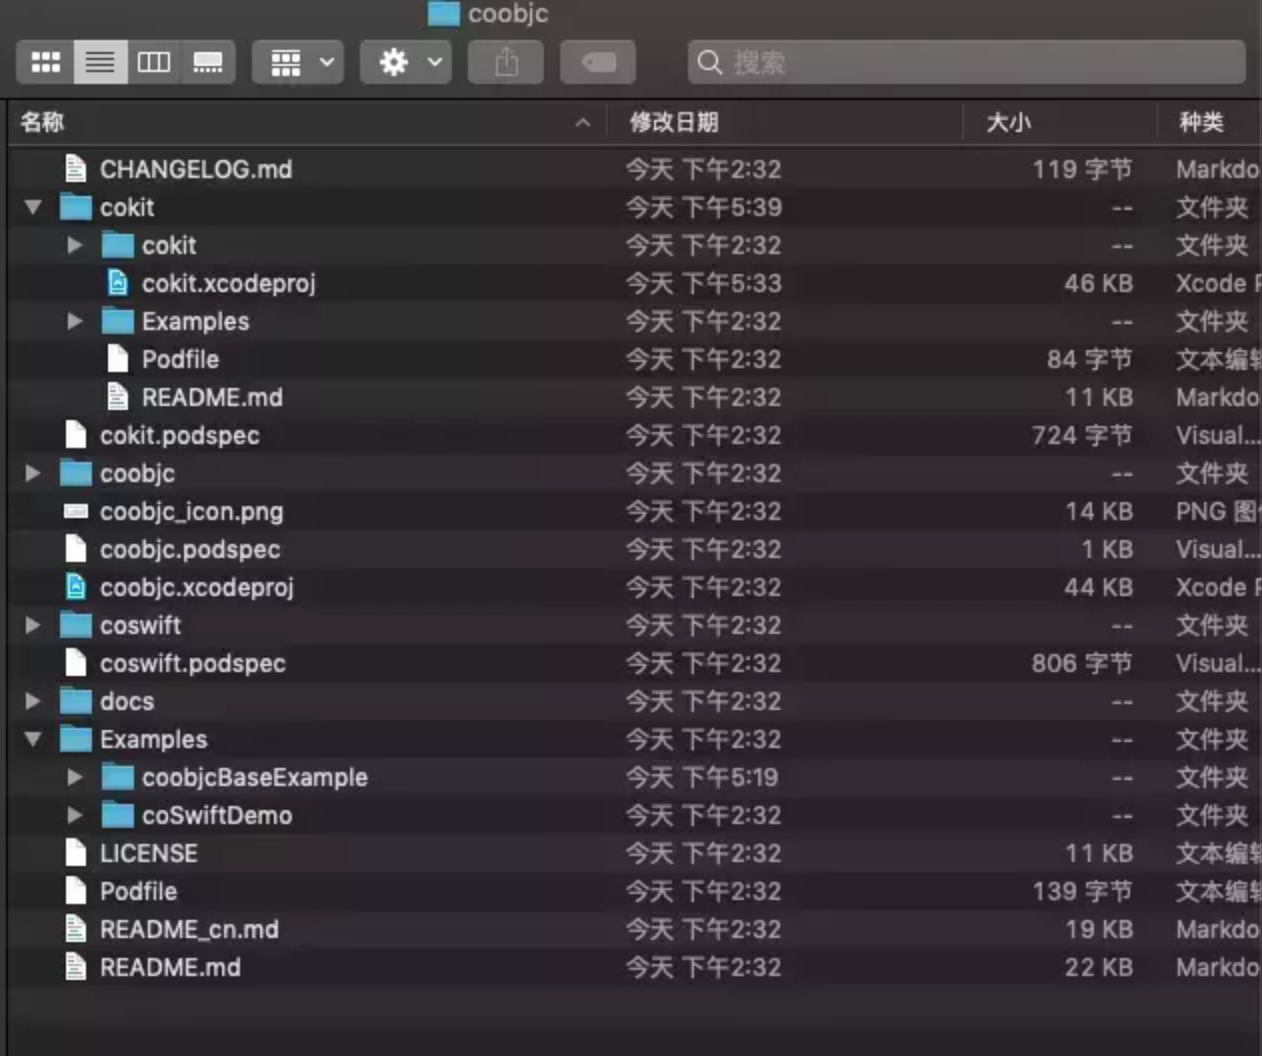 coobjc
搜索
名称 修改日期 大小 种类
CHANGELOG.md 今天 下午2:32 119 字节 Markdo
cokit 今天 下午5:39 -- 文件夹
cokit 今天 下午2:32 -- 文件夹
cokit.xcodeproj 今天 下午5:33 46 KB Xcode P
Examples 今天 下午2:32 -- 文件夹
Podfile 今天 下午2:32 84 字节 文本编辑
README.md 今天 下午2:32 11 KB Markdo
cokit.podspec 今天 下午2:32 724 字节 Visual...
coobjc 今天 下午2:32 -- 文件夹
coobjc_icon.png 今天 下午2:32 14 KB PNG 图
coobjc.podspec 今天 下午2:32 1 KB Visual...
coobjc.xcodeproj 今天 下午2:32 44 KB Xcode P
coswift 今天 下午2:32 -- 文件夹
coswift.podspec 今天 下午2:32 806 字节 Visual...
docs 今天 下午2:32 -- 文件夹
Examples 今天 下午2:32 -- 文件夹
coobjcBaseExample 今天 下午5:19 -- 文件夹
coSwiftDemo 今天 下午2:32 -- 文件夹
LICENSE 今天 下午2:32 11 KB 文本编辑
Podfile 今天 下午2:32 139 字节 文本编辑
README_cn.md 今天 下午2:32 19 KB Markdo
README.md 今天 下午2:32 22 KB Markdo